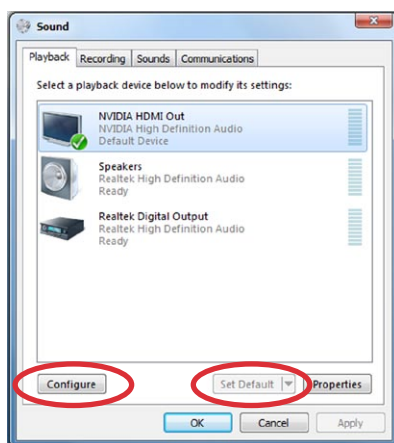 Sound
Playback Recording Sounds Communications
Select a playback device below to modify its settings:
NVIDIA HDMI Out
NVIDIA High Definition Audio
Default Device
Speakers
Realtek High Definition Audio
Ready
Realtek Digital Output
Realtek High Definition Audio
Ready
Configure Set Default Properties
OK Cancel Apply